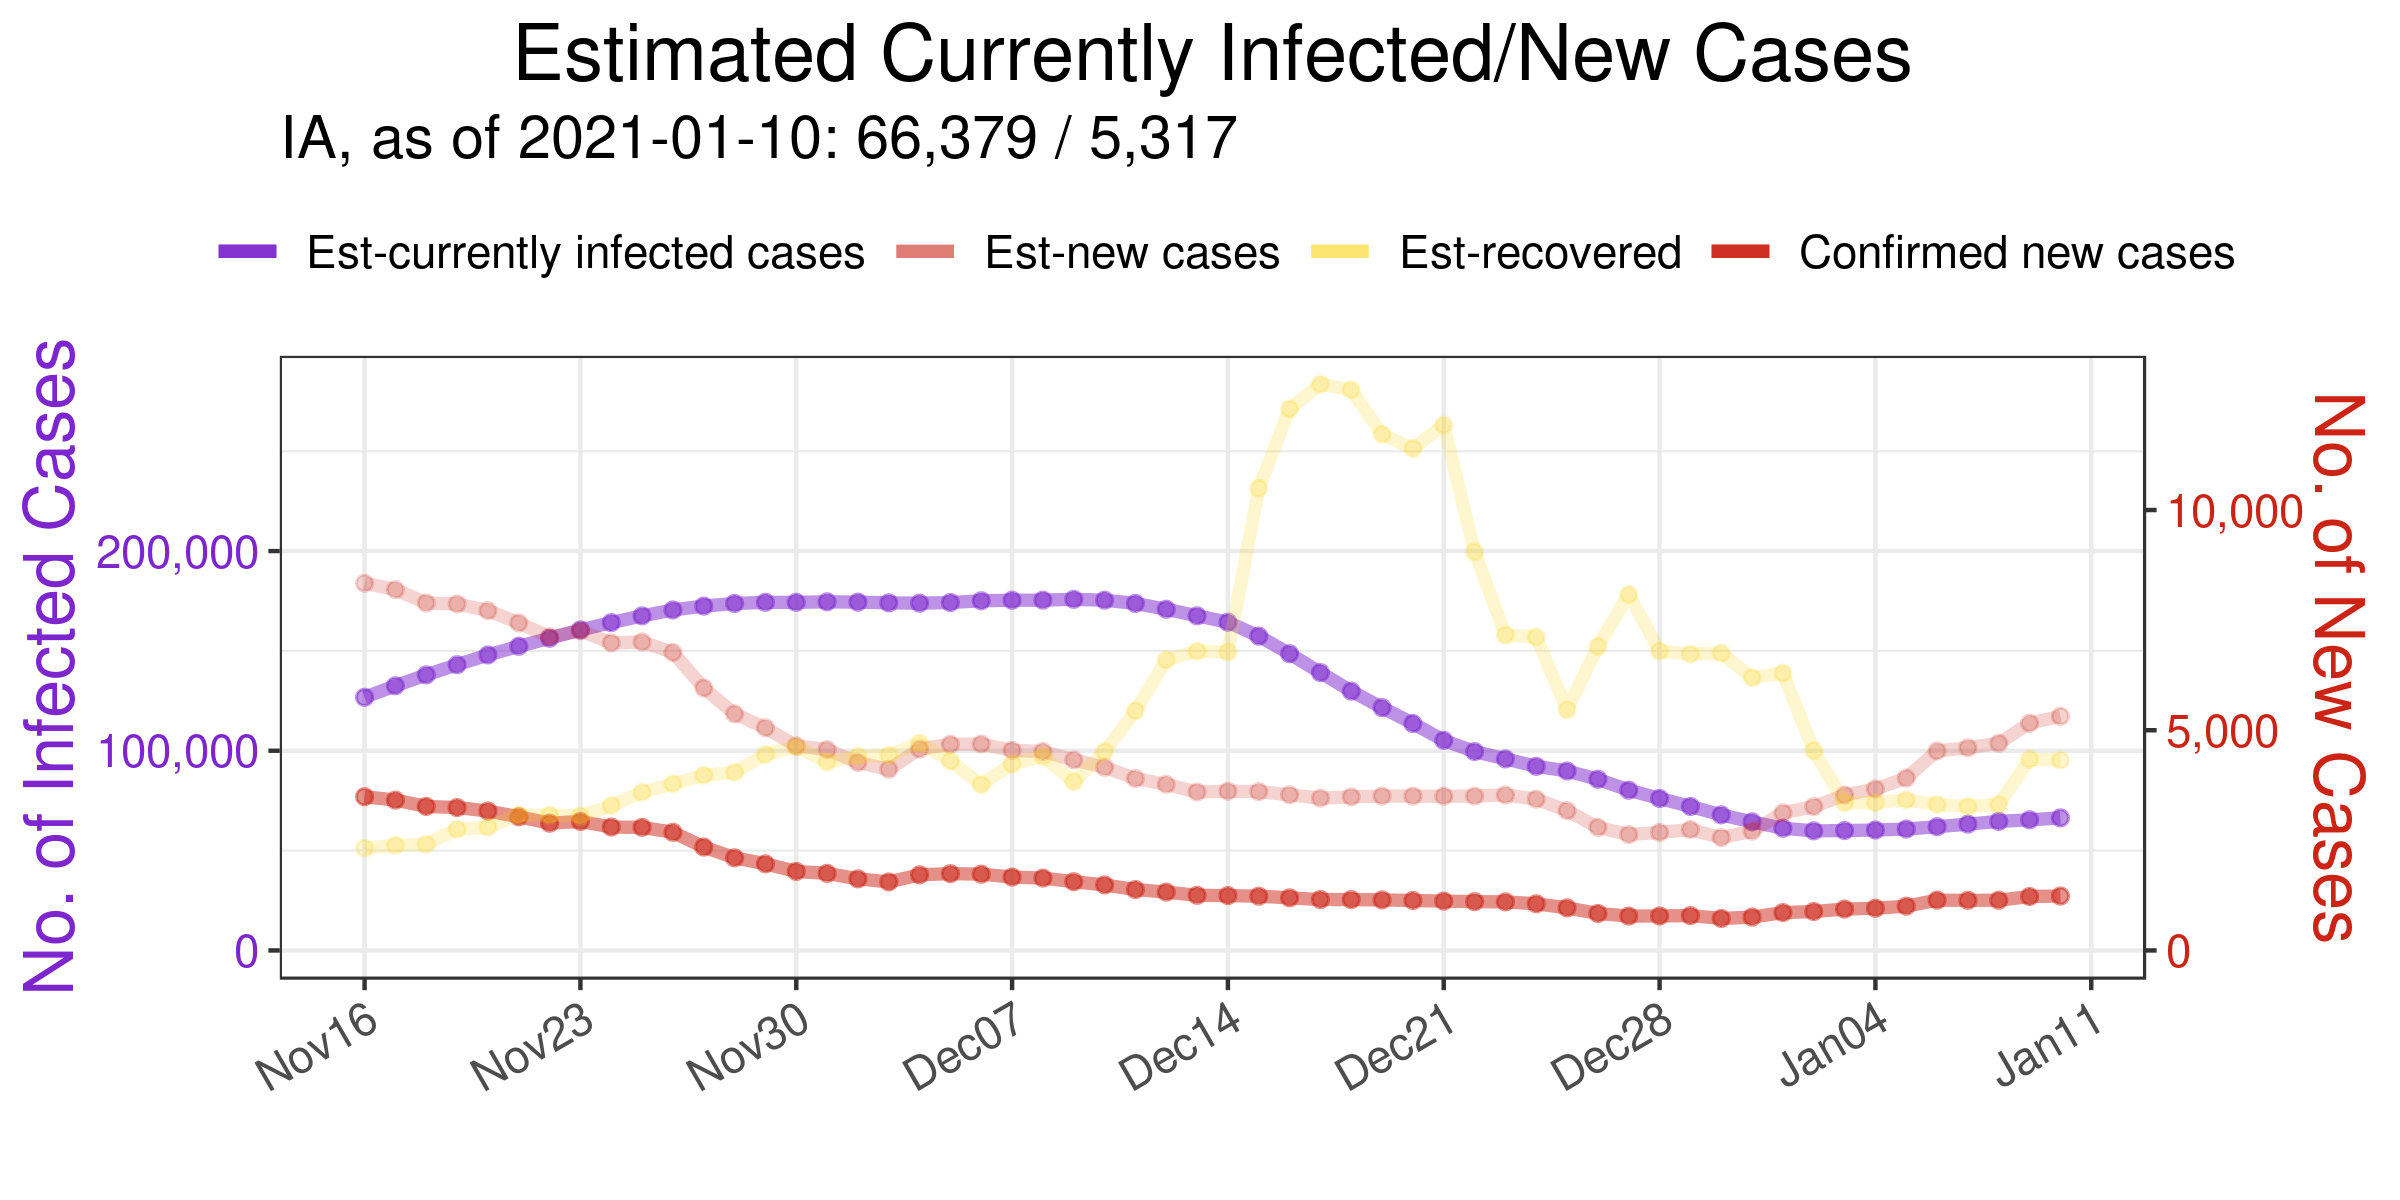 Estimated Currently Infected/New Cases
IA, as of 2021-01-10: 66,379 / 5,317
Est-currently infected cases Est-new cases Est-recovered Confirmed new cases
No. of Infected Cases
200,000
100,000
0
No. of New Cases
10,000
5,000
0
Nov16 Nov23 Nov30 Dec07 Dec14 Dec21 Dec28 Jan04 Jan11